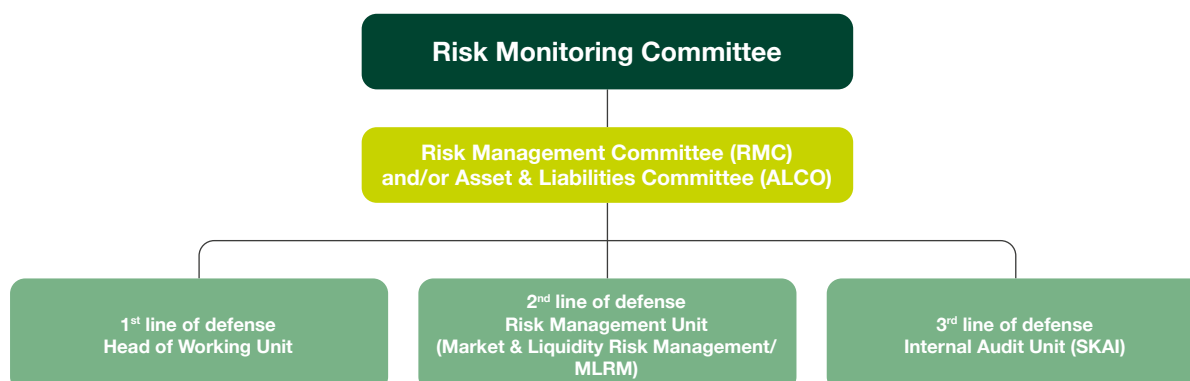 Risk Monitoring Committee
Risk Management Committee (RMC)
and/or Asset & Liabilities Committee (ALCO)
1st line of defense
Head of Working Unit
2nd line of defense
Risk Management Unit
(Market & Liquidity Risk Management/
MLRM)
3rd line of defense
Internal Audit Unit (SKAI)